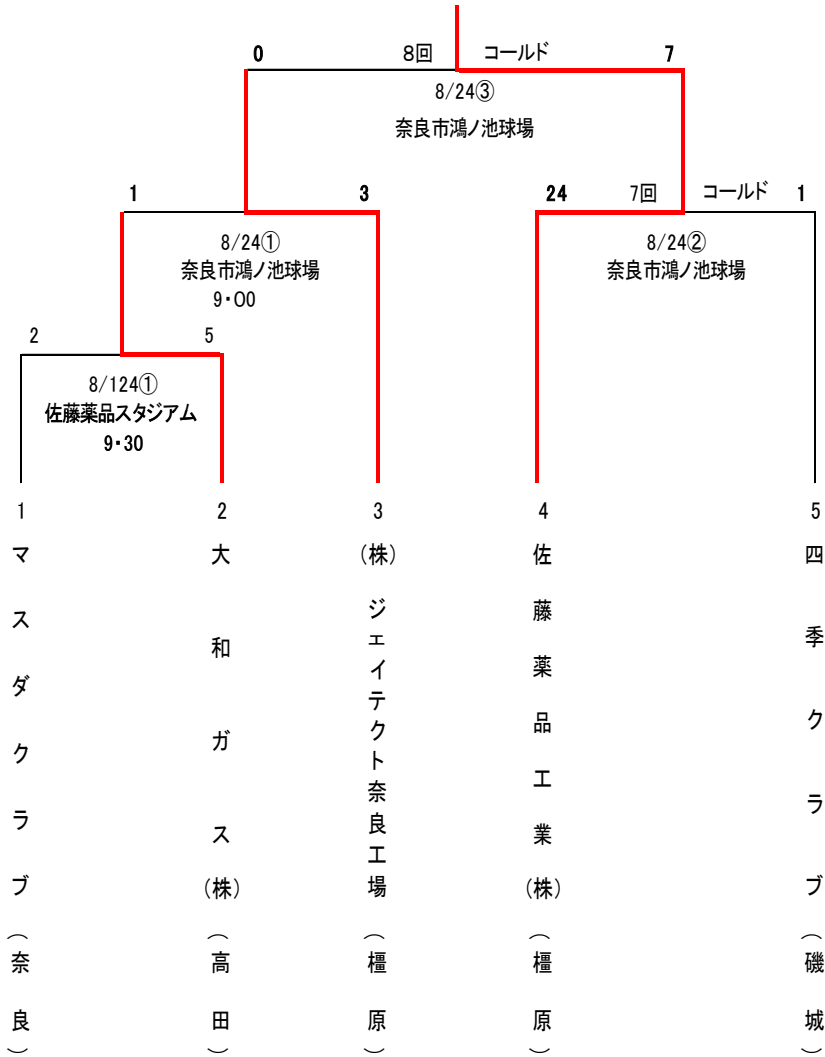 0 8回 コールド 7
8/24③
奈良市鴻ノ池球場
1 3
24 7回 コールド 1
8/24①
奈良市鴻ノ池球場
9・00
8/24②
奈良市鴻ノ池球場
2 5
8/124①
佐藤薬品スタジアム
9・30
1 2 3 4 5
マスダクラブ(奈良)
大和ガス(株)(高田)
(株)ジェイテクト奈良工場(橿原)
佐藤薬品工業(株)(橿原)
四季クラブ(磯城)